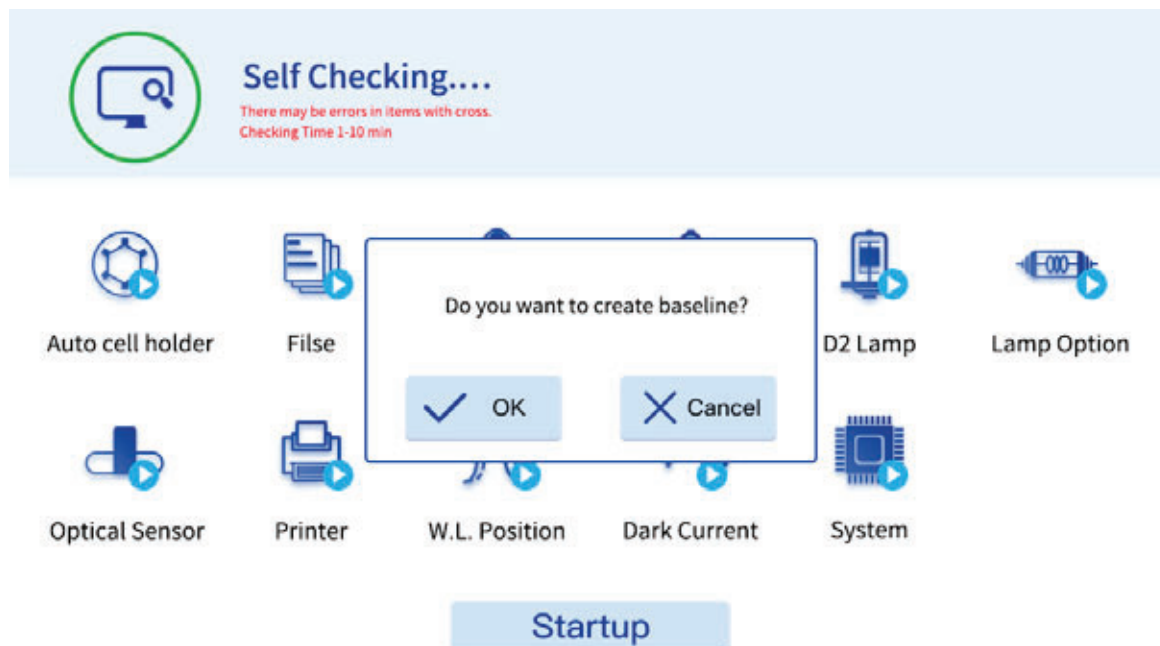 Self Checking....
There may be errors in items with cross.
Checking Time 1-10 min
Do you want to create baseline?
OK
Cancel
Auto cell holder
Filse
D2 Lamp
Lamp Option
Optical Sensor
Printer
W.L. Position
Dark Current
System
Startup